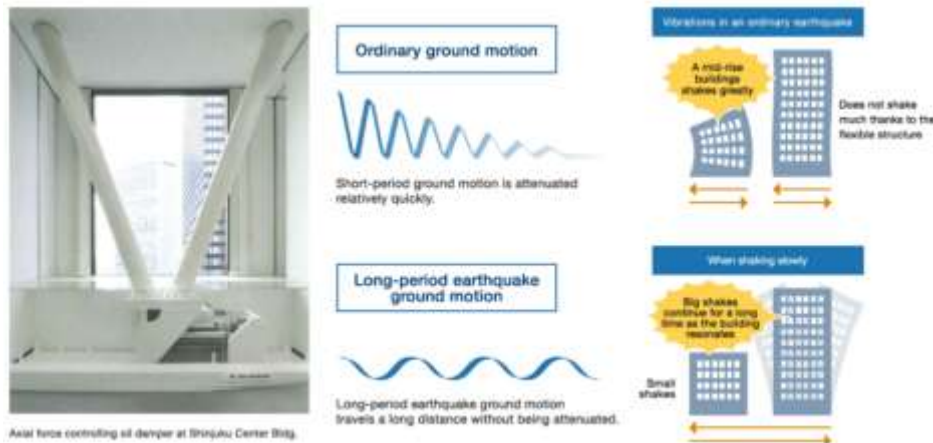 Axial force controlling oil damper at Shinjuku Center Bldg.
Ordinary ground motion
Short-period ground motion is attenuated
relatively quickly.
Long-period earthquake
ground motion
Long-period earthquake ground motion
travels a long distance without being attenuated.
Vibrations in an ordinary earthquake
A mid-rise
buildings
shakes greatly
Does not shake
much thanks to the
flexible structure
When shaking slowly
Big shakes
continue for a long
time as the building
resonates
Small
shakes